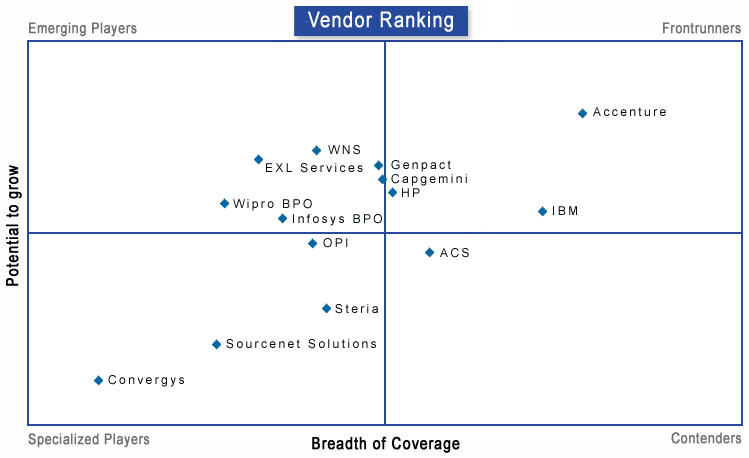 Vendor Ranking
Emerging Players
Frontrunners
Accenture
WNS
EXL Services
Genpact
Capgemini
HP
Wipro BPO
Infosys BPO
IBM
OPI
ACS
Steria
Sourcenet Solutions
Convergys
Potential to grow
Specialized Players
Breadth of Coverage
Contenders